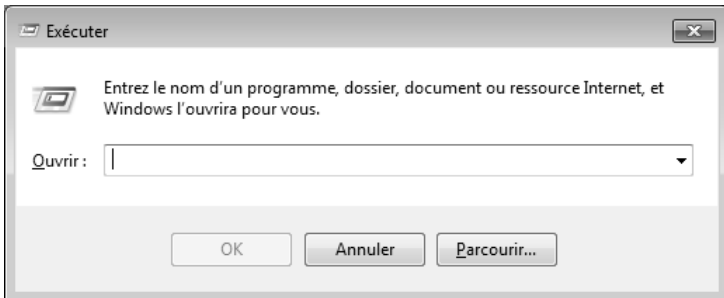 Exécuter
Entrez le nom d'un programme, dossier, document ou ressource Internet, et
Windows l'ouvrira pour vous.
Ouvrir :
OK Annuler Parcourir...